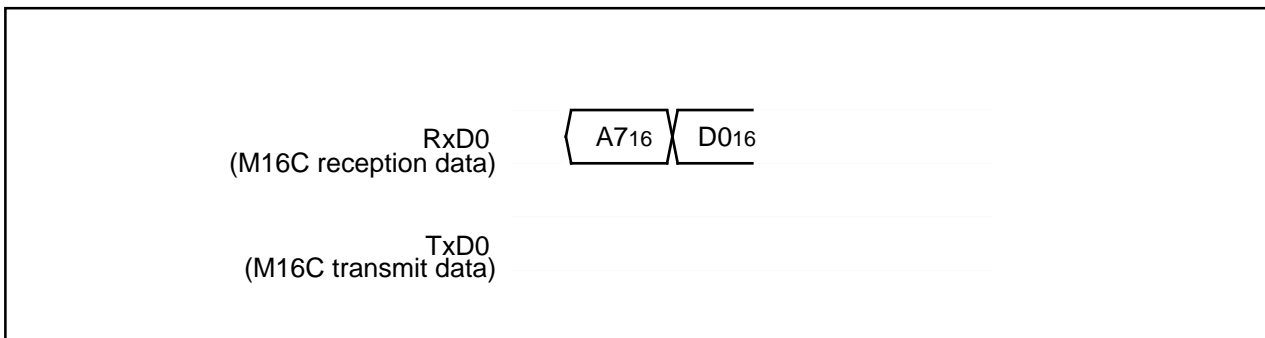 RxD0
(M16C reception data)
A716 D016
TxD0
(M16C transmit data)